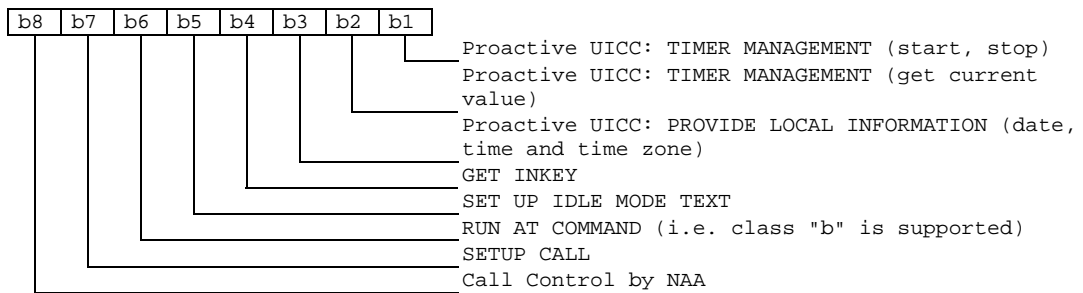 b8 b7 b6 b5 b4 b3 b2 b1
Proactive UICC: TIMER MANAGEMENT (start, stop)
Proactive UICC: TIMER MANAGEMENT (get current
value)
Proactive UICC: PROVIDE LOCAL INFORMATION (date,
time and time zone)
GET INKEY
SET UP IDLE MODE TEXT
RUN AT COMMAND (i.e. class "b" is supported)
SETUP CALL
Call Control by NAA